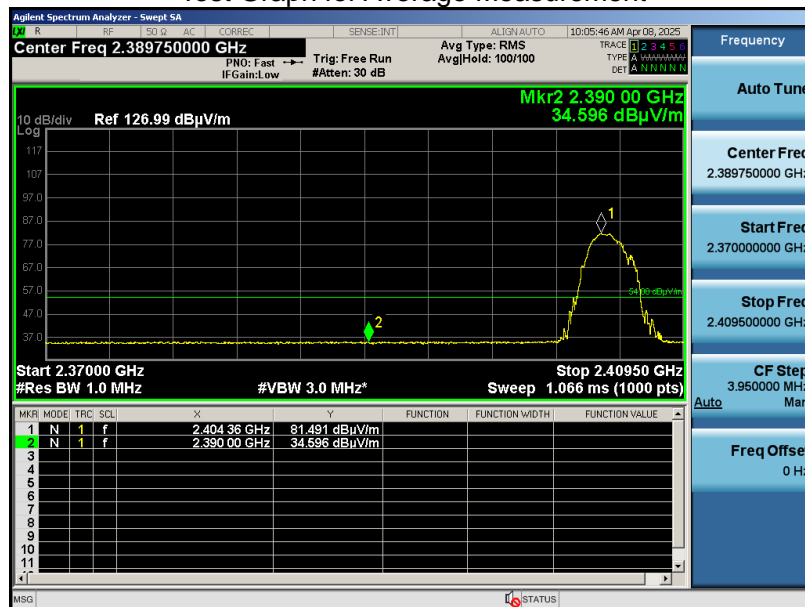 Test Graph for Average Measurement
Agilent Spectrum Analyzer - Swept SA
LXI R RF 50 Ω AC CORREC SENSE:INT ALIGN AUTO 10:05:46 AM Apr 08, 2025
Center Freq 2.389750000 GHz
PNO: Fast
IFGain:Low
Trig: Free Run
#Atten: 30 dB
Avg Type: RMS
Avg|Hold: 100/100
TRACE 1 2 3 4 5 6
TYPE A WWWWW
DET A N N N N N
Mkr2 2.390 00 GHz
34.596 dBµV/m
10 dB/div Ref 126.99 dBµV/m
Log
117
107
97.0
87.0
77.0
67.0
57.0
47.0
37.0
1
2
54.00 dBµV/m
Start 2.37000 GHz Stop 2.40950 GHz
#Res BW 1.0 MHz #VBW 3.0 MHz* Sweep 1.066 ms (1000 pts)
MKR MODE TRC SCL X Y FUNCTION FUNCTION WIDTH FUNCTION VALUE
1 N 1 f 2.404 36 GHz 81.491 dBµV/m
2 N 1 f 2.390 00 GHz 34.596 dBµV/m
3
4
5
6
7
8
9
10
11
MSG STATUS
Frequency
Auto Tune
Center Freq
2.389750000 GHz
Start Freq
2.370000000 GHz
Stop Freq
2.409500000 GHz
CF Step
3.950000 MHz
Auto Man
Freq Offset
0 Hz